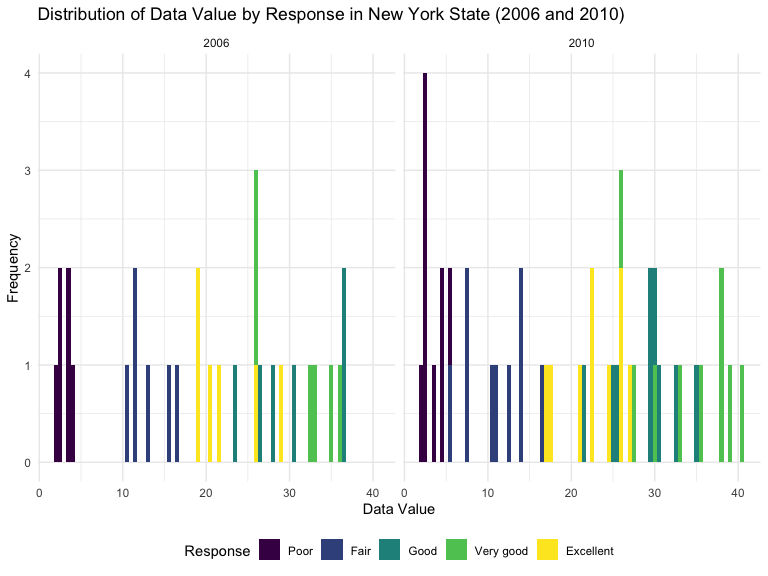 Distribution of Data Value by Response in New York State (2006 and 2010)
2006 2010
4
3
2
1
0
Frequency
0 10 20 30 40 0 10 20 30 40
Data Value
Response Poor Fair Good Very good Excellent